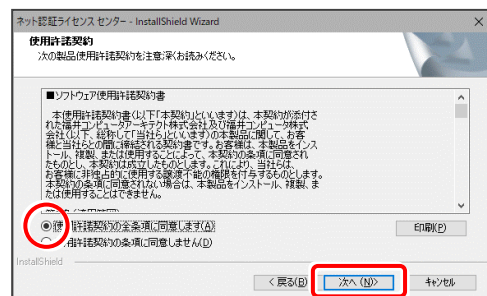 ネット認証ライセンス センター - InstallShield Wizard
使用許諾契約
次の製品使用許諾契約を注意深くお読みください。
■ソフトウェア使用許諾契約書
本使用許諾契約書(以下「本契約」といいます)は、本契約が添付さ
れた福井コンピュータアーキテクト株式会社及び福井コンピュータ株式
会社(以下、総称して「当社ら」といいます)の本製品に関して、お客
様と当社らとの間に締結される契約書です。お客様は、本製品をインス
トール、複製、または使用することによって、本契約の条項に同意され
たものとし、本契約は成立したものとします。これにより、当社らは、
お客様に非独占的に使用する譲渡不能の権限を付与するものとします。
本契約の条項に同意されない場合は、本製品をインストール、複製、ま
たは使用することはできません。
使用許諾契約の全条項に同意します(A)
印刷(P)
用許諾契約の条項に同意しません(D)
InstallShield
< 戻る(B)
次へ (N)>
キャンセル